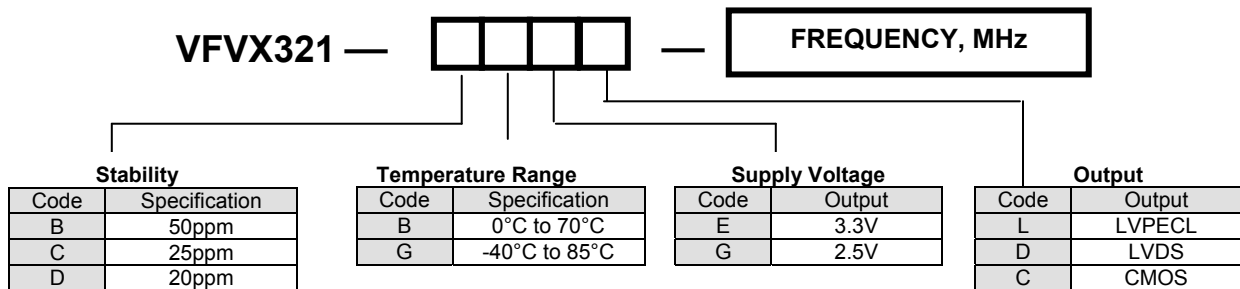 VFVX321 — — FREQUENCY, MHz
Stability
Code Specification
B 50ppm
C 25ppm
D 20ppm
Temperature Range
Code Specification
B 0°C to 70°C
G -40°C to 85°C
Supply Voltage
Code Output
E 3.3V
G 2.5V
Output
Code Output
L LVPECL
D LVDS
C CMOS